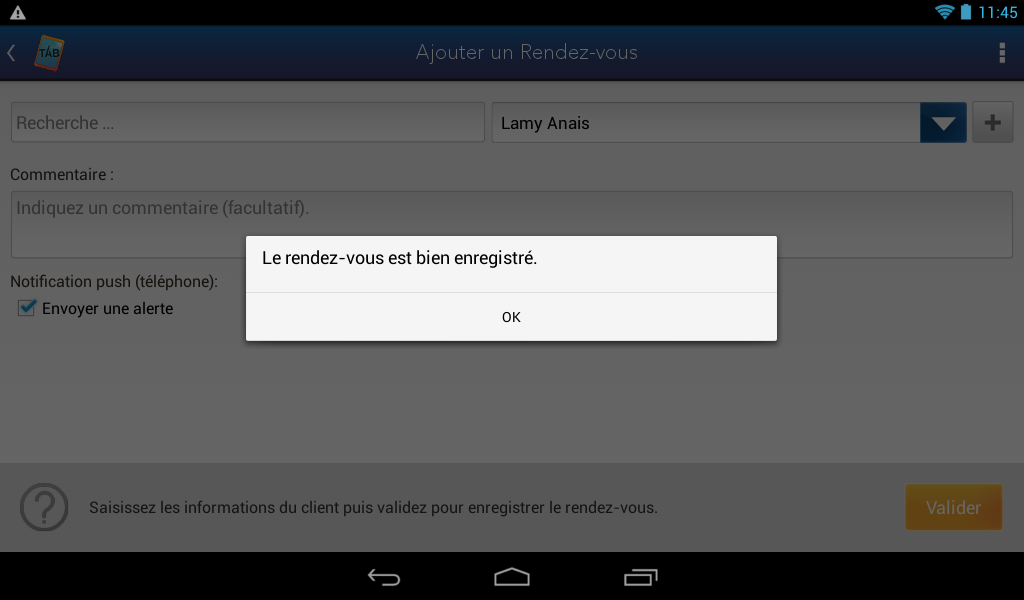 11:45
TAB
Ajouter un Rendez-vous
Recherche ...
Lamy Anais
Commentaire :
Indiquez un commentaire (facultatif).
Le rendez-vous est bien enregistré.
Notification push (téléphone):
Envoyer une alerte
OK
Saisissez les informations du client puis validez pour enregistrer le rendez-vous.
Valider